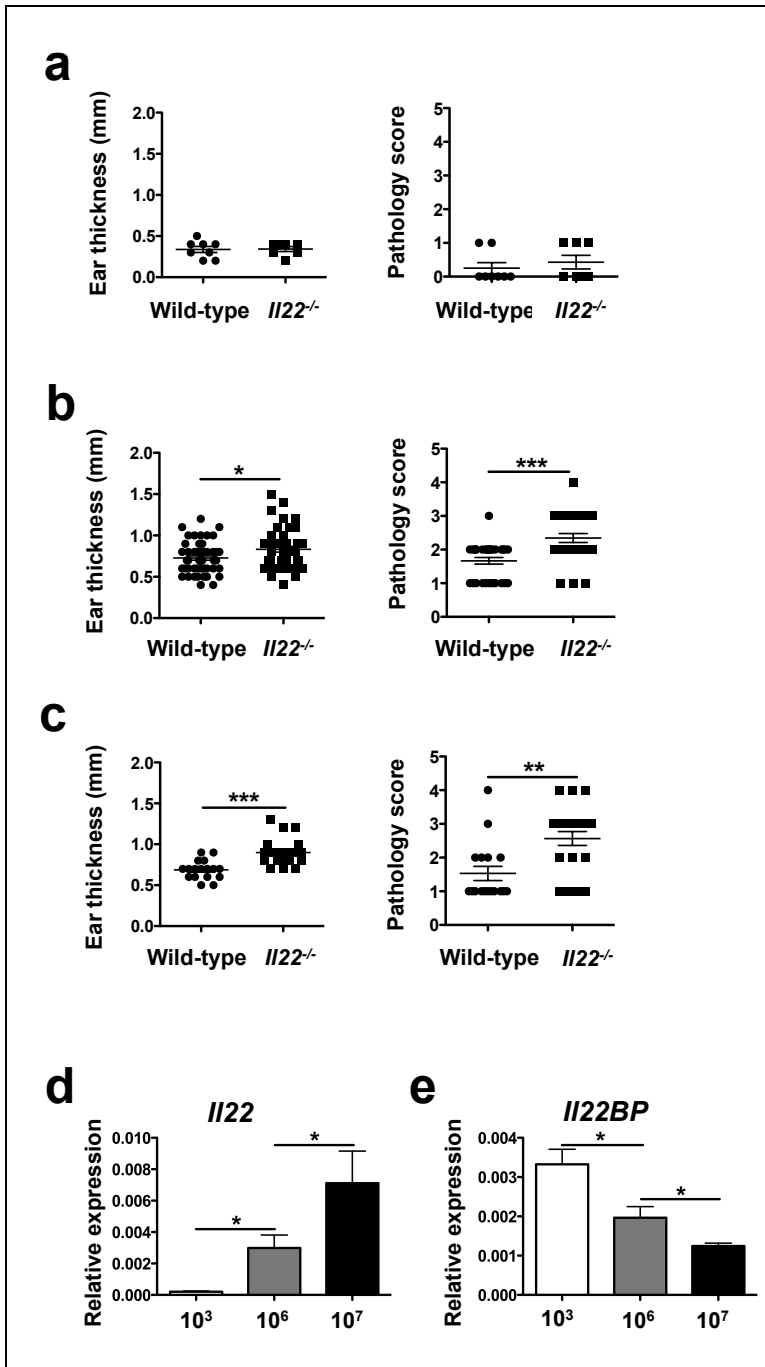 a
Ear thickness (mm)
2.0
1.5
1.0
0.5
0.0
Wild-type Il22-/-
Pathology score
5
4
3
2
1
0
Wild-type Il22-/-
b
Ear thickness (mm)
2.0
1.5
1.0
0.5
0.0
*
Wild-type Il22-/-
Pathology score
5
4
3
2
1
0
***
Wild-type Il22-/-
c
Ear thickness (mm)
2.0
1.5
1.0
0.5
0.0
***
Wild-type Il22-/-
Pathology score
5
4
3
2
1
0
**
Wild-type Il22-/-
d
Il22
Relative expression
0.010
0.008
0.006
0.004
0.002
0.000
*
*
10³ 10⁶ 10⁷
e
Il22BP
Relative expression
0.004
0.003
0.002
0.001
0.000
*
*
10³ 10⁶ 10⁷